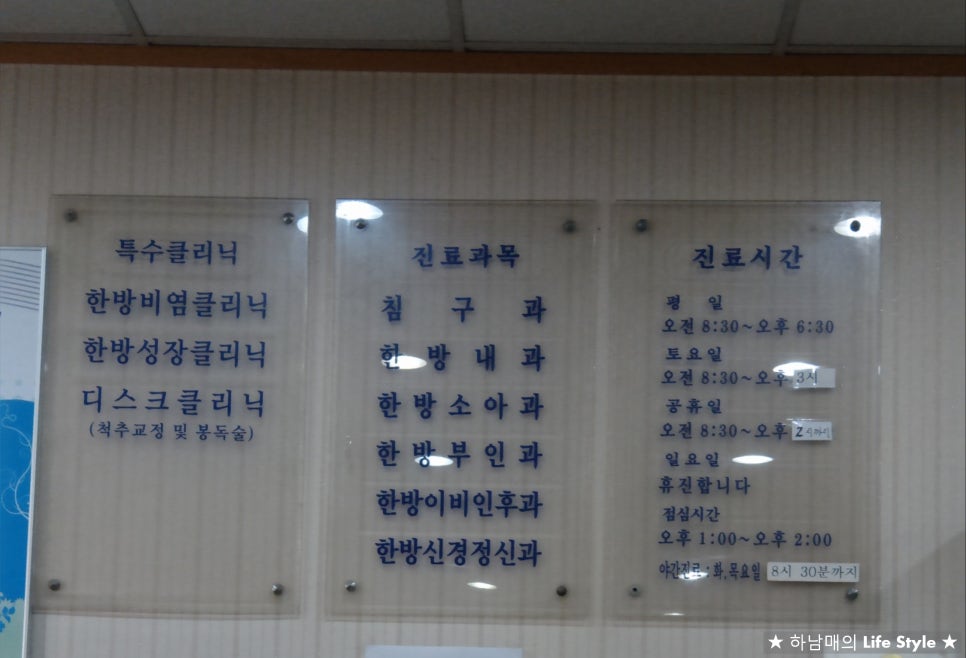 특수클리닉
한방비염클리닉
한방성장클리닉
디스크클리닉
(척추교정 및 봉독술)
진료과목
침 구 과
한 방 내 과
한 방 소 아 과
한 방 부 인 과
한방이비인후과
한방신경정신과
진료시간
평 일
오전 8:30~오후 6:30
토요일
오전 8:30~오후 3시
공휴일
오전 8:30~오후 2시까지
일요일
휴진합니다
점심시간
오후 1:00~오후 2:00
야간진료 : 화, 목요일 8시 30분까지
★ 하남매의 Life Style ★